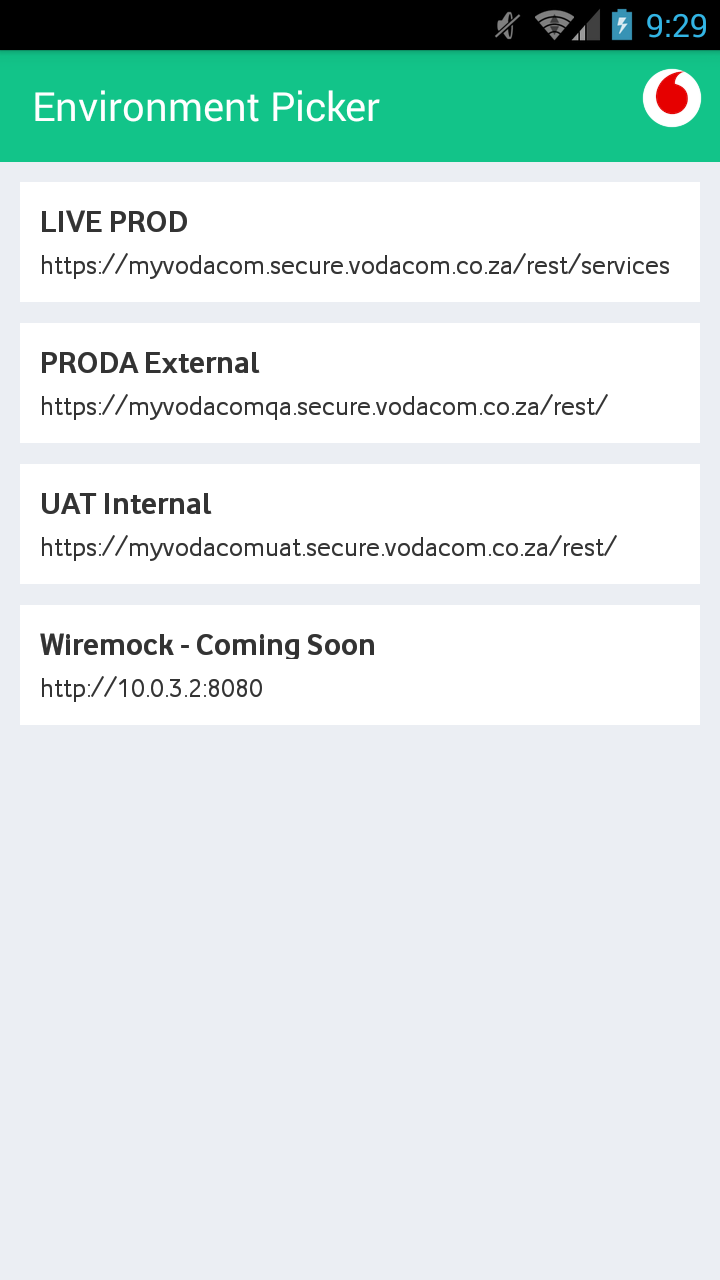 9:29
Environment Picker
LIVE PROD
https://myvodacom.secure.vodacom.co.za/rest/services
PRODA External
https://myvodacomqa.secure.vodacom.co.za/rest/
UAT Internal
https://myvodacomuat.secure.vodacom.co.za/rest/
Wiremock - Coming Soon
http://10.0.3.2:8080